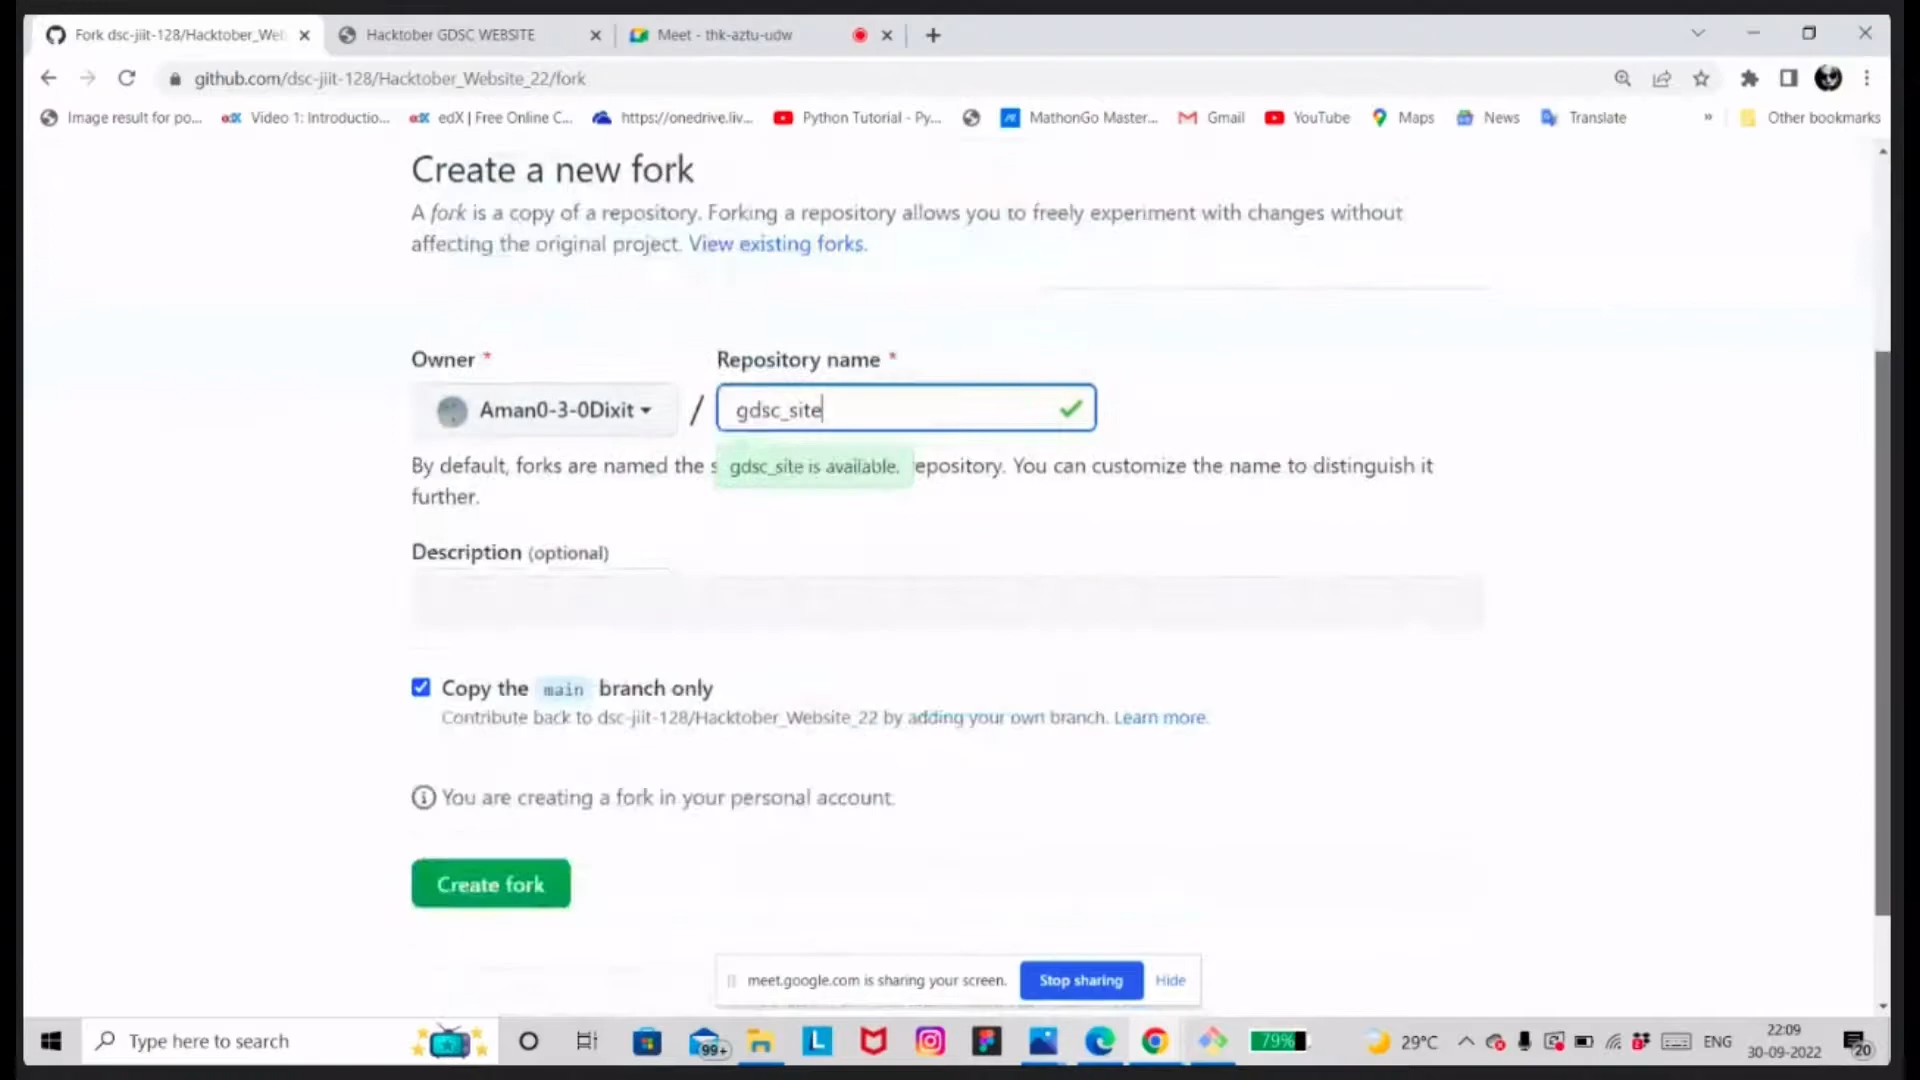 Fork dsc-jiit-128/Hacktober_Wel
Hacktober GDSC WEBSITE
Meet - thk-aztu-udw
github.com/dsc-jiit-128/Hacktober_Website_22/fork
Image result for po...
Video 1: Introductio...
edX | Free Online C...
https://onedrive.liv...
Python Tutorial - Py...
MathonGo Master...
Gmail
YouTube
Maps
News
Translate
»
Other bookmarks
Create a new fork
A fork is a copy of a repository. Forking a repository allows you to freely experiment with changes without
affecting the original project. View existing forks.
Owner *
Repository name *
Aman0-3-0Dixit
/
gdsc_site
By default, forks are named the s
gdsc_site is available.
epository. You can customize the name to distinguish it
further.
Description (optional)
Copy the main branch only
Contribute back to dsc-jiit-128/Hacktober_Website_22 by adding your own branch. Learn more.
You are creating a fork in your personal account.
Create fork
meet.google.com is sharing your screen.
Stop sharing
Hide
Type here to search
99+
L
79%
29°C
ENG
22:09
30-09-2022
20